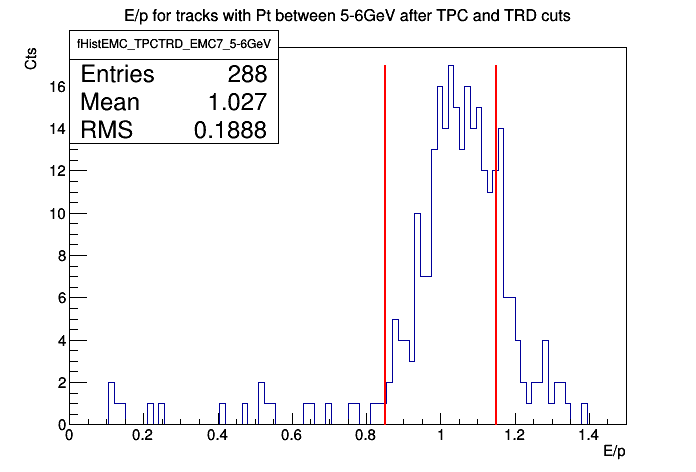 E/p for tracks with Pt between 5-6GeV after TPC and TRD cuts
fHistEMC_TPCTRD_EMC7_5-6GeV
Entries 288
Mean 1.027
RMS 0.1888
Cts
16
14
12
10
8
6
4
2
0
0 0.2 0.4 0.6 0.8 1 1.2 1.4
E/p